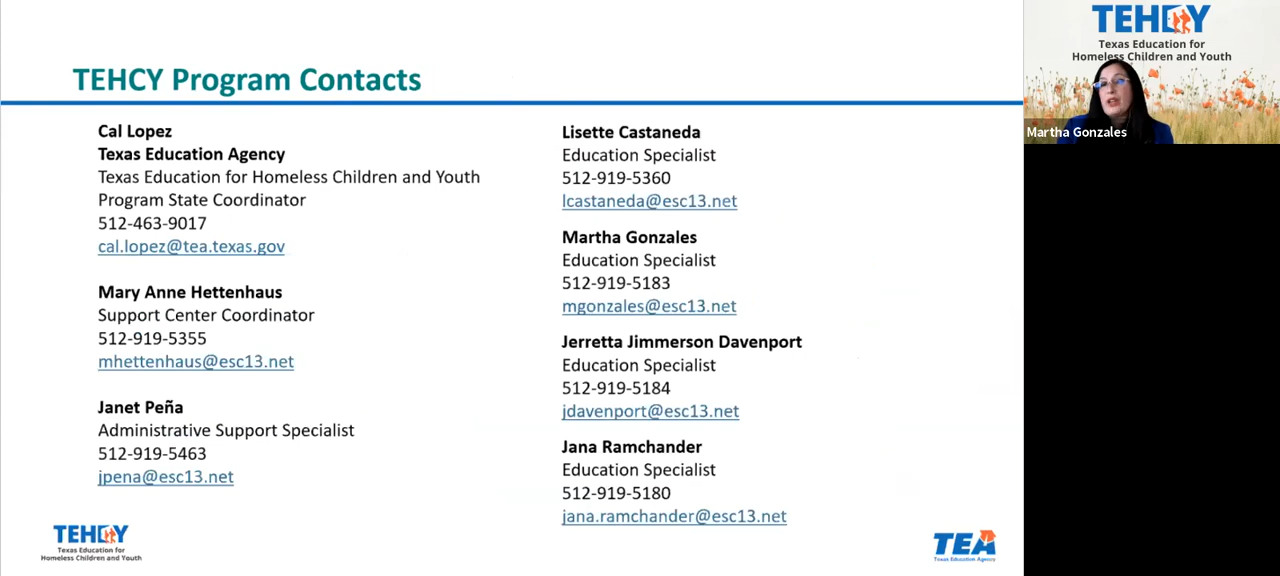 TEHCY Program Contacts
Cal Lopez
Texas Education Agency
Texas Education for Homeless Children and Youth
Program State Coordinator
512-463-9017
cal.lopez@tea.texas.gov
Mary Anne Hettenhaus
Support Center Coordinator
512-919-5355
mhettenhaus@esc13.net
Janet Peña
Administrative Support Specialist
512-919-5463
jpena@esc13.net
Lisette Castaneda
Education Specialist
512-919-5360
lcastaneda@esc13.net
Martha Gonzales
Education Specialist
512-919-5183
mgonzales@esc13.net
Jerretta Jimmerson Davenport
Education Specialist
512-919-5184
jdavenport@esc13.net
Jana Ramchander
Education Specialist
512-919-5180
jana.ramchander@esc13.net
TEHCY
Texas Education for
Homeless Children and Youth
TEA
Texas Education Agency
TEHCY
Texas Education for
Homeless Children and Youth
Martha Gonzales